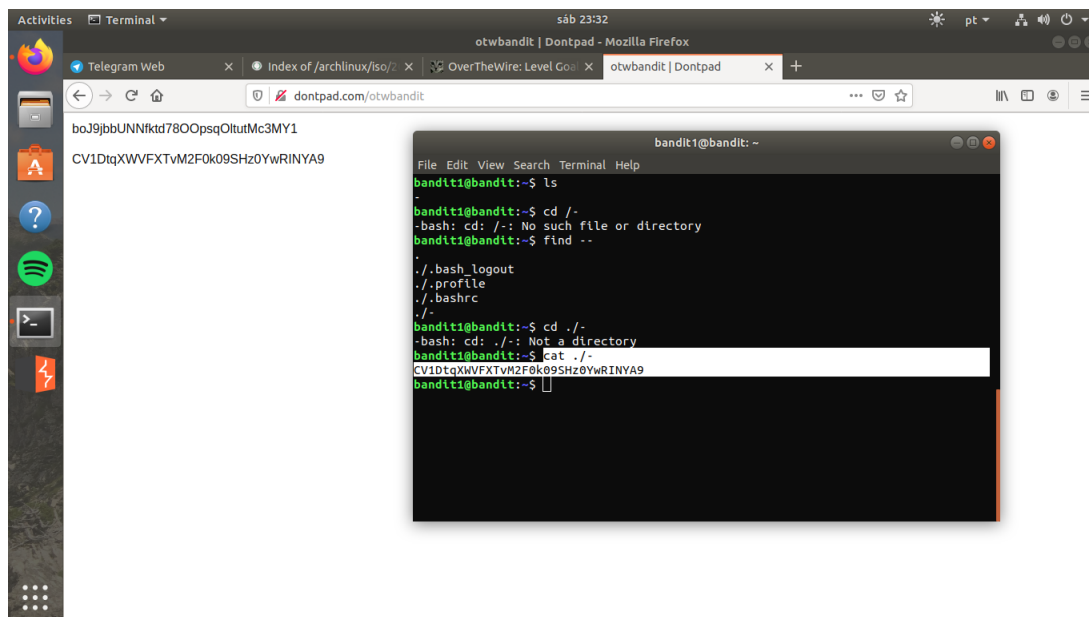 Activities Terminal ▾ sáb 23:32 pt ▾
otwbandit | Dontpad - Mozilla Firefox
Telegram Web × Index of /archlinux/iso/2 × OverTheWire: Level Goal × otwbandit | Dontpad × +
dontpad.com/otwbandit
boJ9jbbUNNfktd78OOpsqOltutMc3MY1
CV1DtqXWVFXTvM2F0k09SHz0YwRINYA9
bandit1@bandit: ~
File Edit View Search Terminal Help
bandit1@bandit:~$ ls
-
bandit1@bandit:~$ cd /-
-bash: cd: /-: No such file or directory
bandit1@bandit:~$ find --
.
./.bash_logout
./.profile
./.bashrc
./-
bandit1@bandit:~$ cd ./-
-bash: cd: ./-: Not a directory
bandit1@bandit:~$ cat ./-
CV1DtqXWVFXTvM2F0k09SHz0YwRINYA9
bandit1@bandit:~$